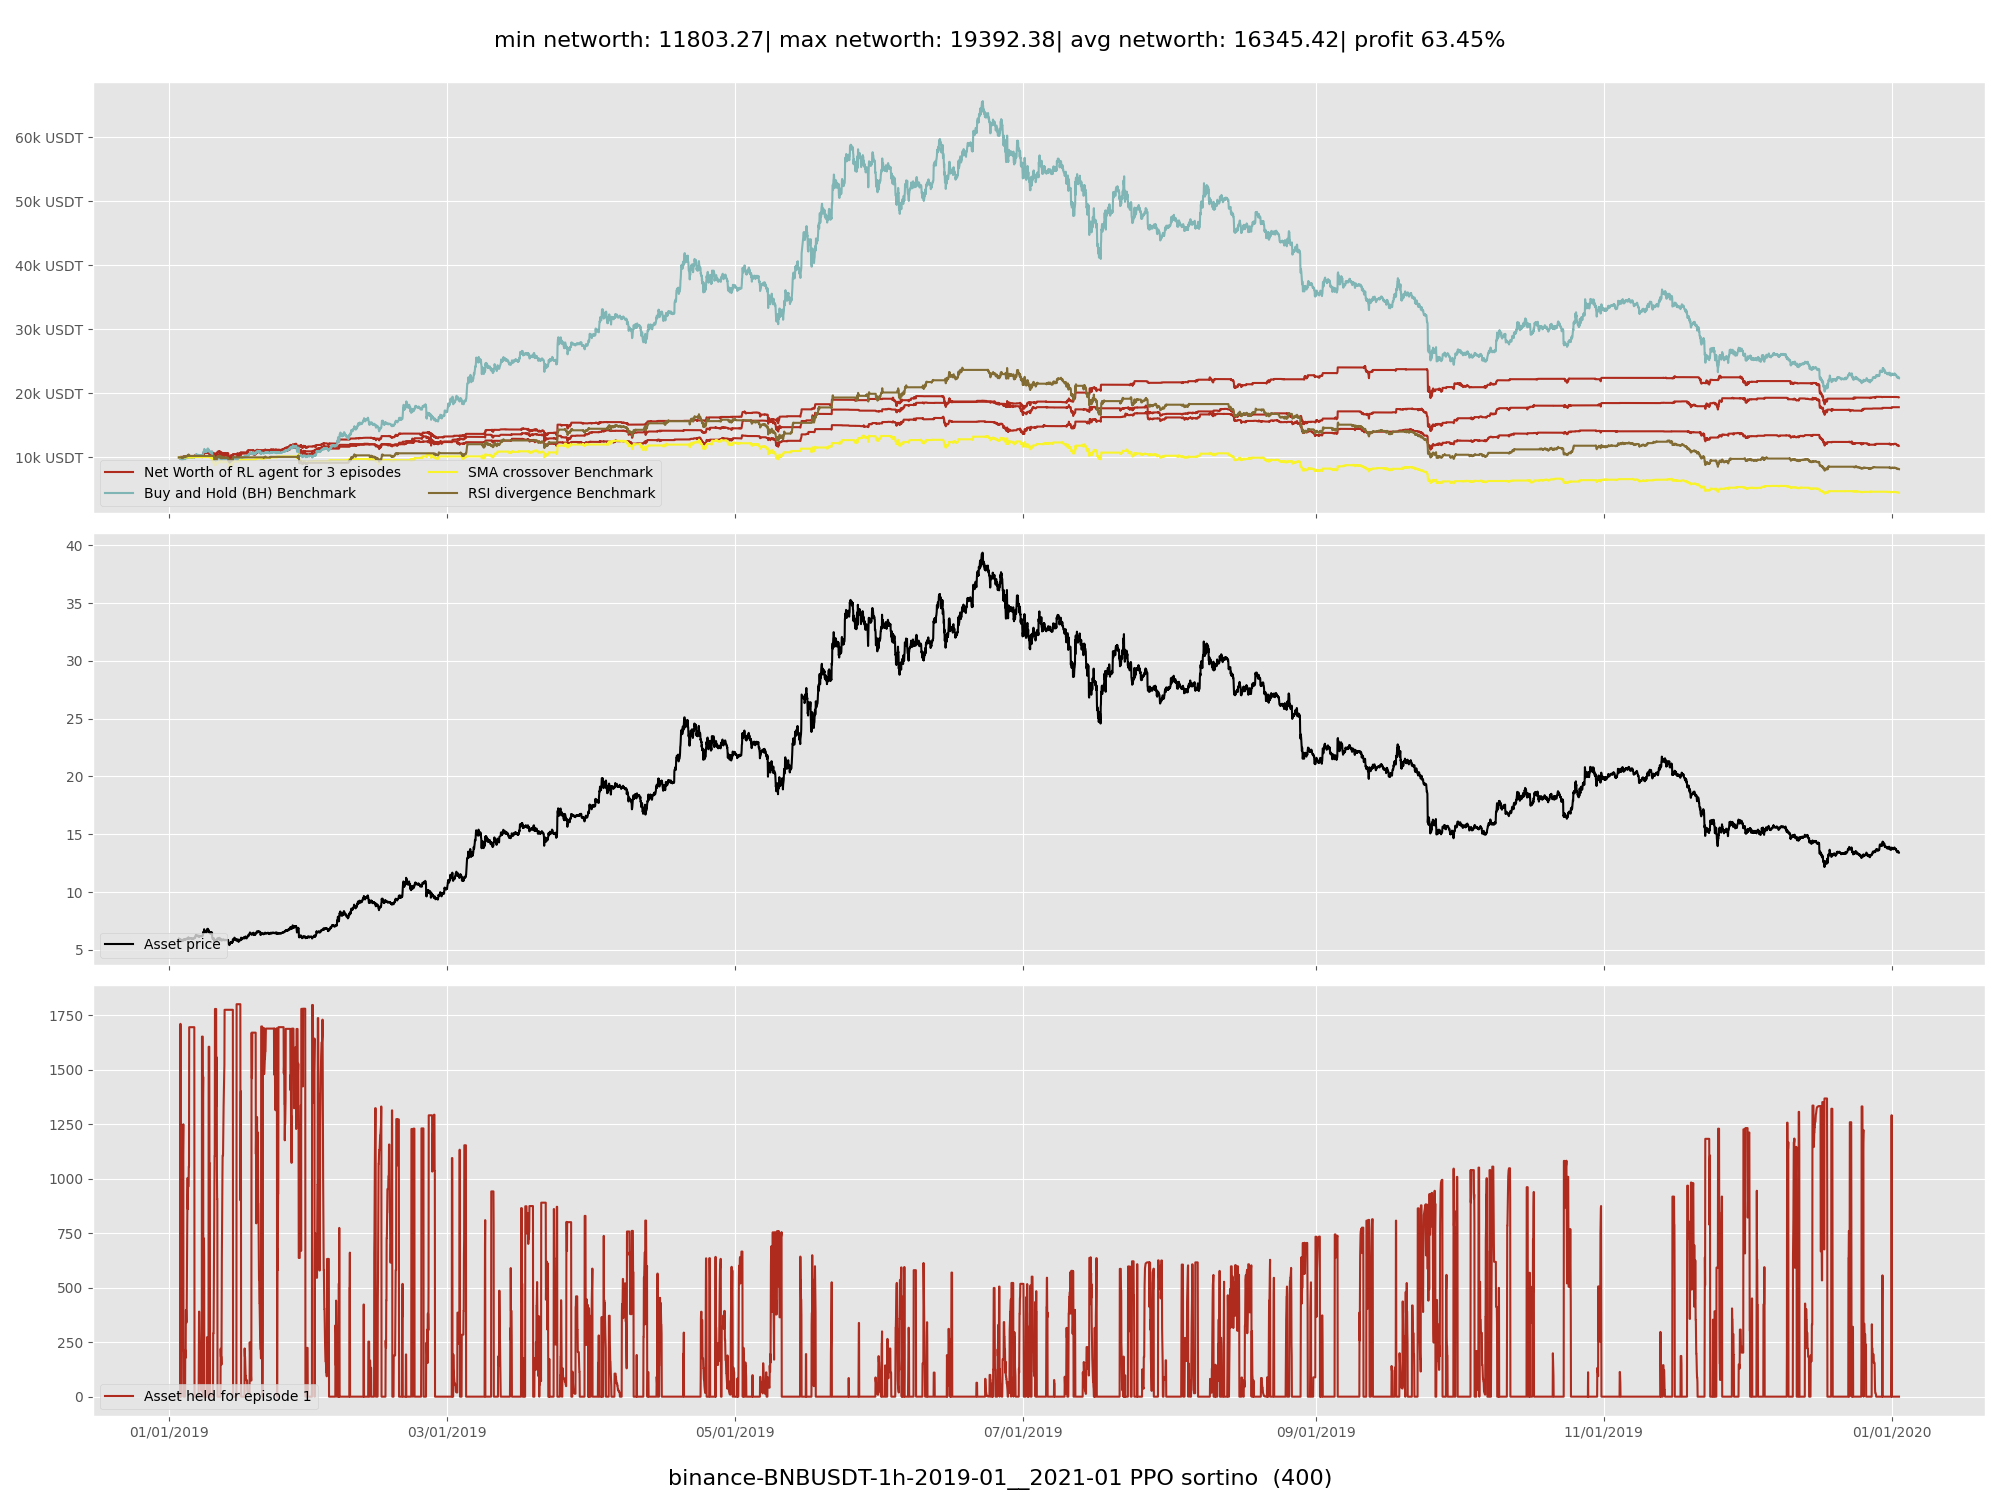 min networth: 11803.27| max networth: 19392.38| avg networth: 16345.42| profit 63.45%
60k USDT
50k USDT
40k USDT
30k USDT
20k USDT
10k USDT
Net Worth of RL agent for 3 episodes
Buy and Hold (BH) Benchmark
SMA crossover Benchmark
RSI divergence Benchmark
40
35
30
25
20
15
10
5
Asset price
1750
1500
1250
1000
750
500
250
0
Asset held for episode 1
01/01/2019 03/01/2019 05/01/2019 07/01/2019 09/01/2019 11/01/2019 01/01/2020
binance-BNBUSDT-1h-2019-01__2021-01 PPO sortino  (400)